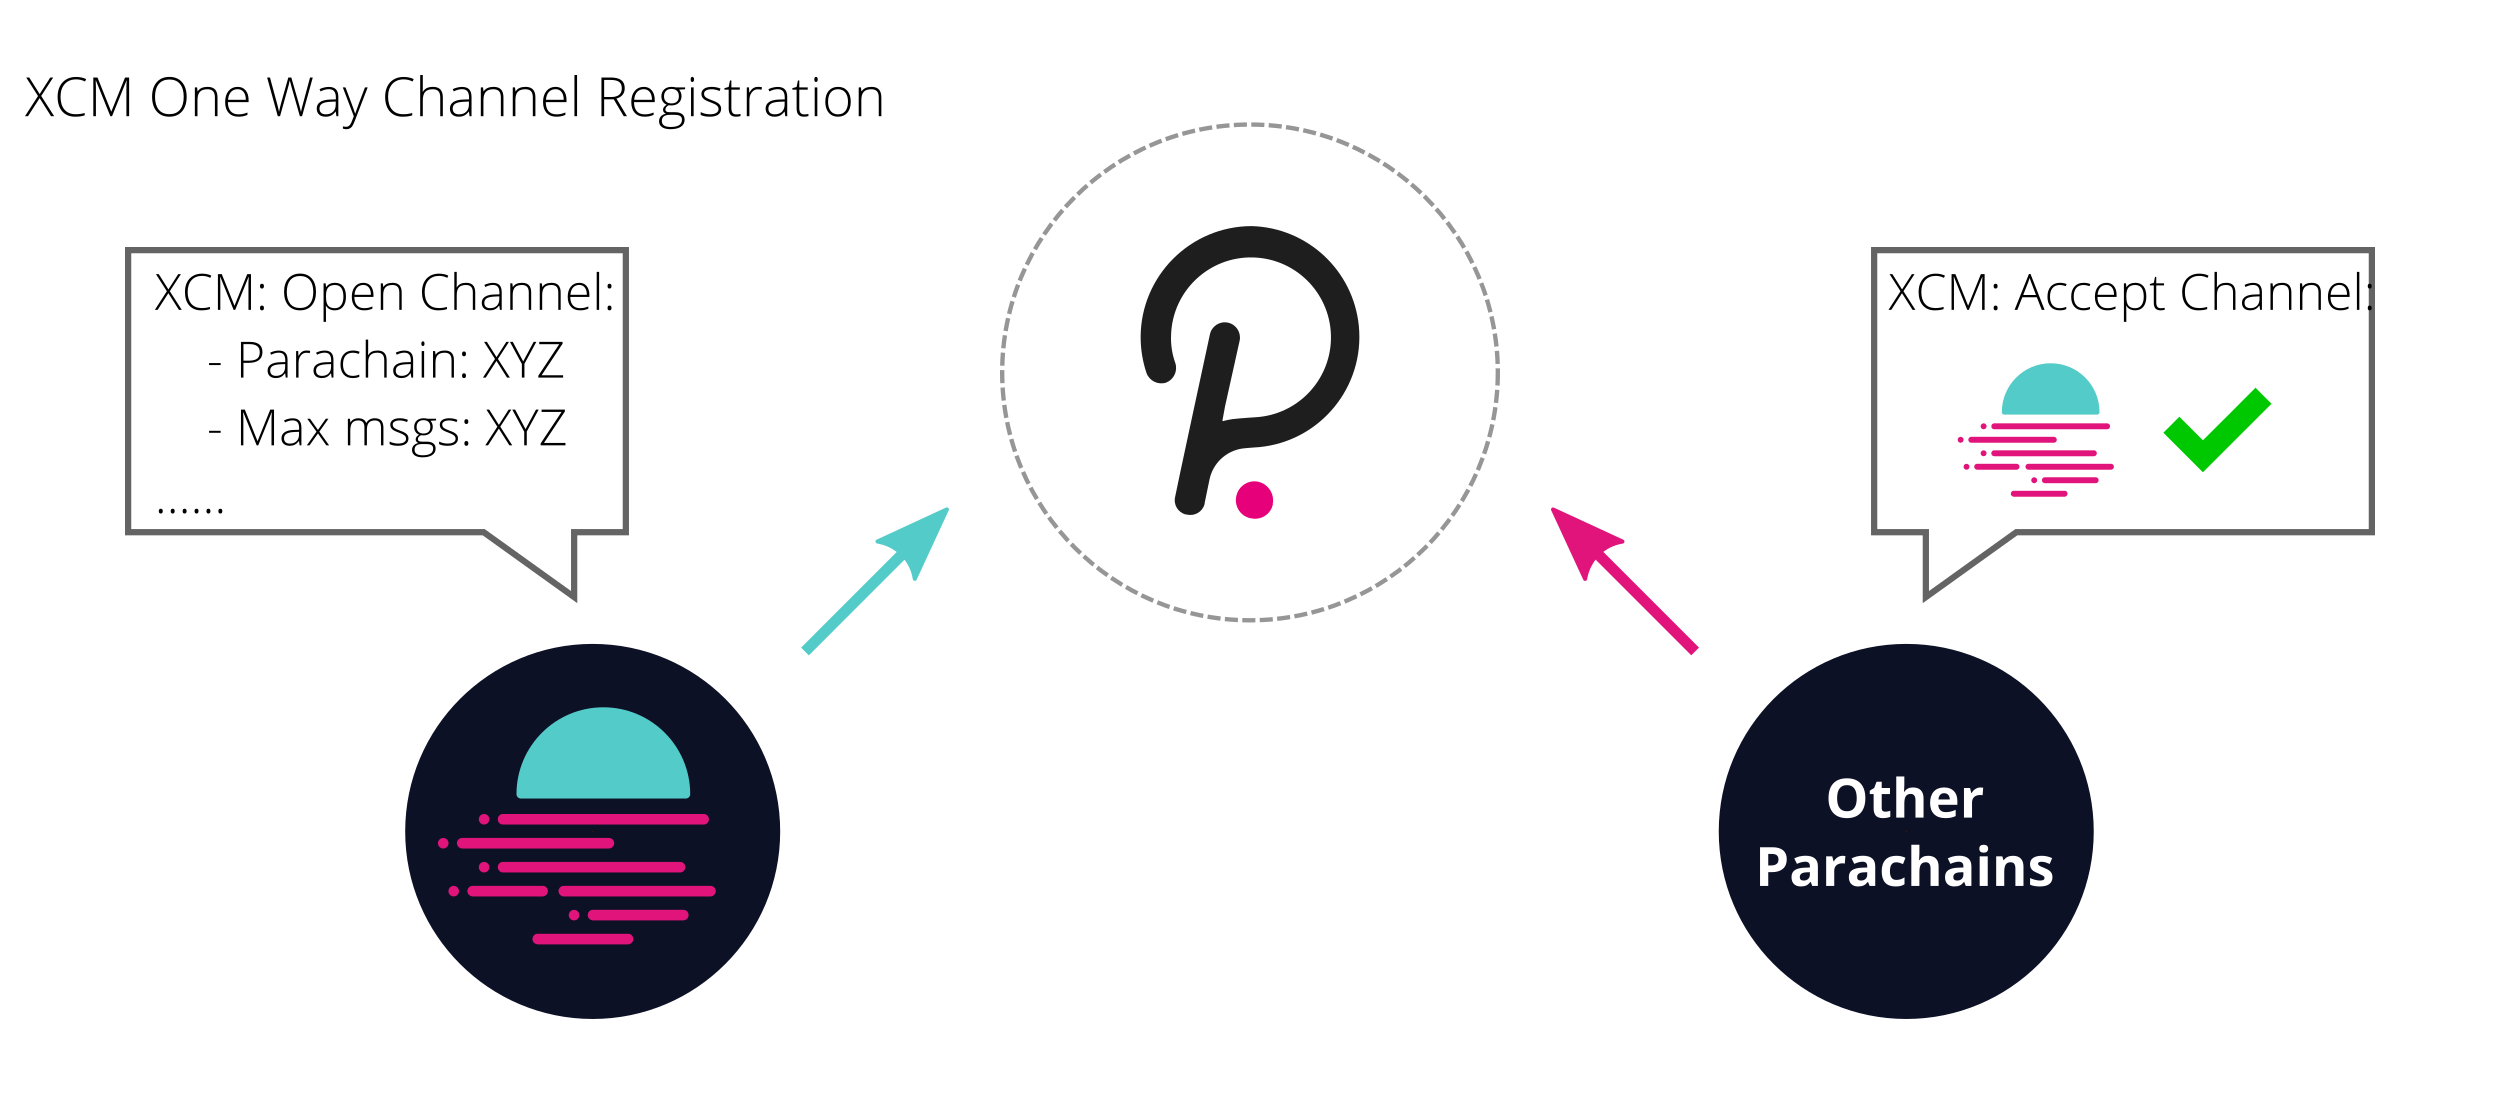 XCM One Way Channel Registration
XCM: Open Channel:
- Parachain: XYZ
- Max msgs: XYZ
......
XCM: Accept Channel:
Other
Parachains